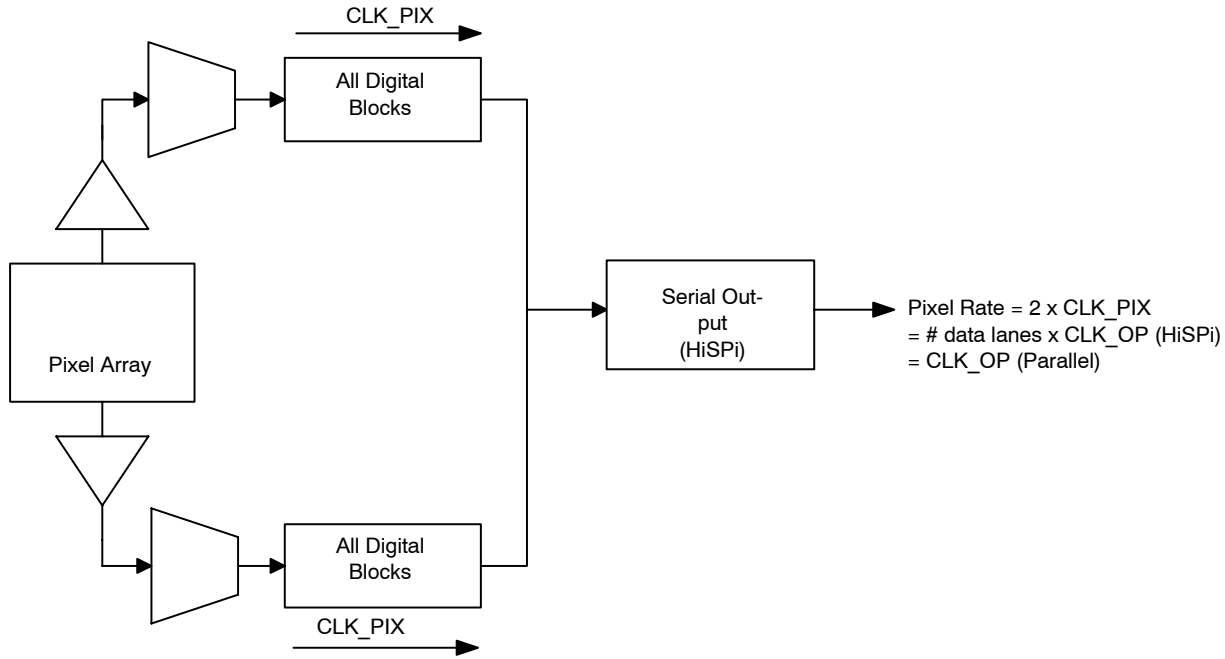 CLK_PIX
All Digital
Blocks
Pixel Array
Serial Out-
put
(HiSPi)
Pixel Rate = 2 x CLK_PIX
= # data lanes x CLK_OP (HiSPi)
= CLK_OP (Parallel)
All Digital
Blocks
CLK_PIX